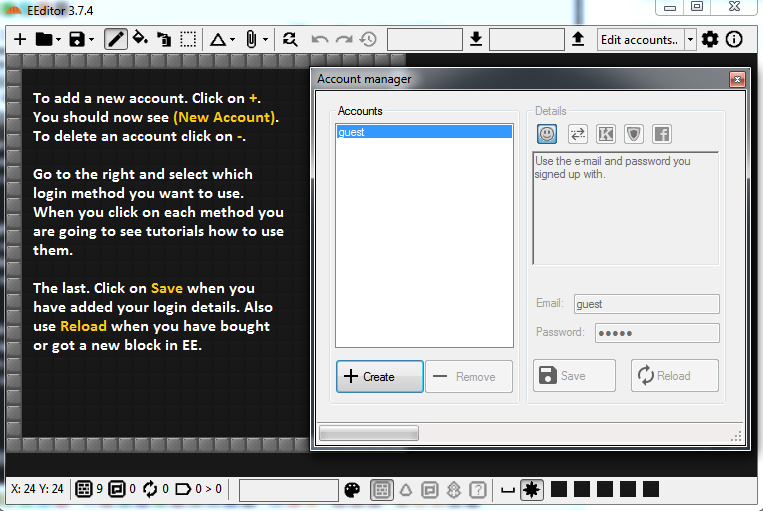 EEditor 3.7.4
Edit accounts..
To add a new account. Click on +.
You should now see (New Account).
To delete an account click on -.
Go to the right and select which
login method you want to use.
When you click on each method you
are going to see tutorials how to use
them.
The last. Click on Save when you
have added your login details. Also
use Reload when you have bought
or got a new block in EE.
Account manager
Accounts
guest
Create
Remove
Details
Use the e-mail and password you
signed up with.
Email: guest
Password: •••••
Save
Reload
X: 24 Y: 24
9
0
0
0 > 0